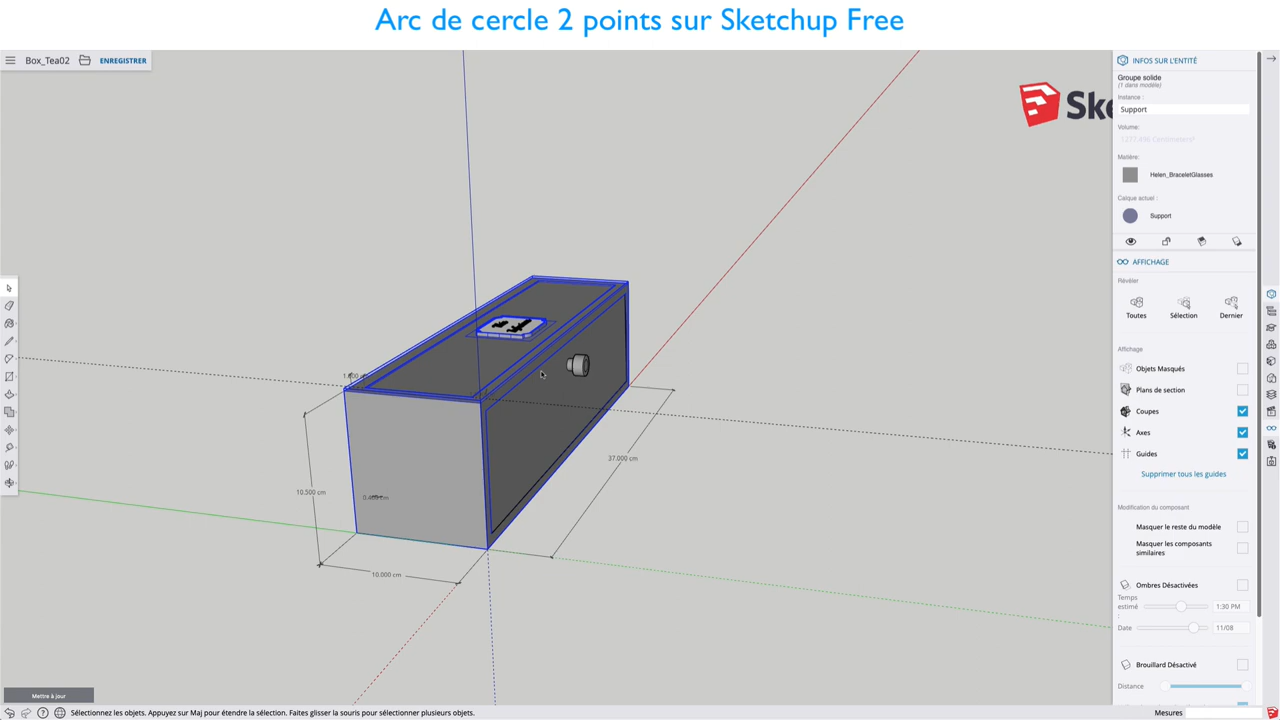 Arc de cercle 2 points sur Sketchup Free
Box_Tea02
ENREGISTRER
INFOS SUR L'ENTITÉ
Groupe solide
(1 dans modèle)
Instance :
Support
Volume:
Matière:
Helen_BraceletGlasses
Calque actuel :
Support
AFFICHAGE
Révéler
Toutes
Sélection
Dernier
Affichage
Objets Masqués
Plans de section
Coupes
Axes
Guides
Supprimer tous les guides
Modification du composant
Masquer le reste du modèle
Masquer les composants
similaires
Ombres Désactivées
Temps
estimé
:
1:30 PM
Date
11/08
Brouillard Désactivé
Distance
Ske
37.000 cm
10.500 cm
10.000 cm
Mettre à jour
Sélectionnez les objets. Appuyez sur Maj pour étendre la sélection. Faites glisser la souris pour sélectionner plusieurs objets.
Mesures